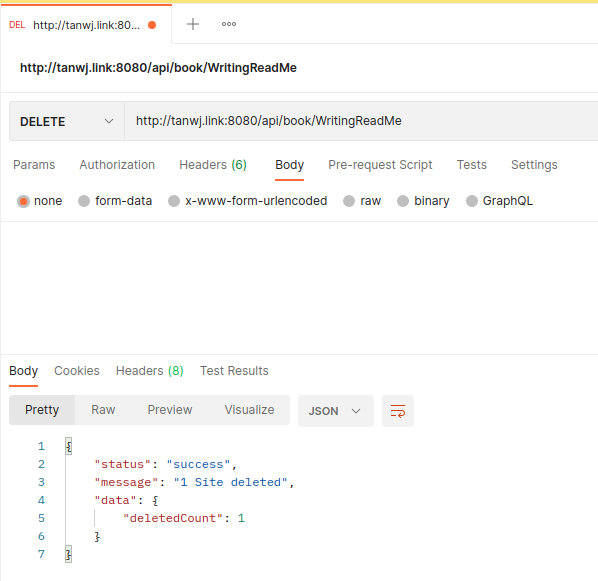 DEL http://tanwj.link:80...
http://tanwj.link:8080/api/book/WritingReadMe
DELETE http://tanwj.link:8080/api/book/WritingReadMe
Params Authorization Headers (6) Body Pre-request Script Tests Settings
none form-data x-www-form-urlencoded raw binary GraphQL
Body Cookies Headers (8) Test Results
Pretty Raw Preview Visualize JSON
1 {
2 "status": "success",
3 "message": "1 Site deleted",
4 "data": {
5 "deletedCount": 1
6 }
7 }